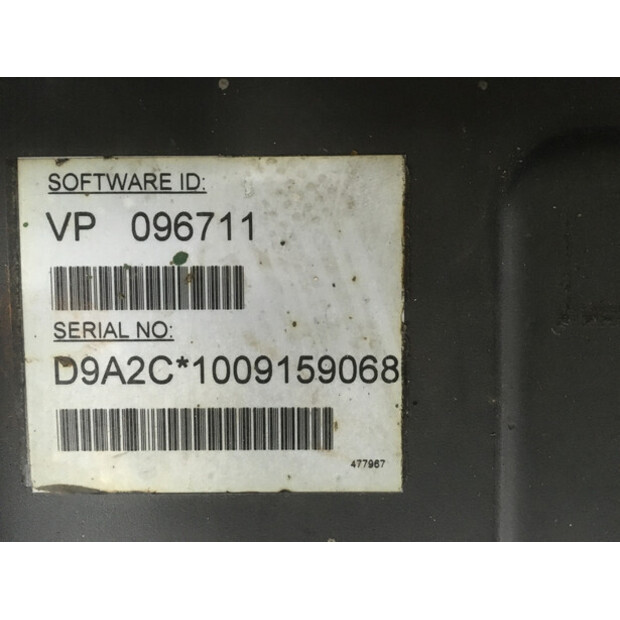 SOFTWARE ID:
VP 096711
SERIAL NO:
D9A2C*1009159068
477967